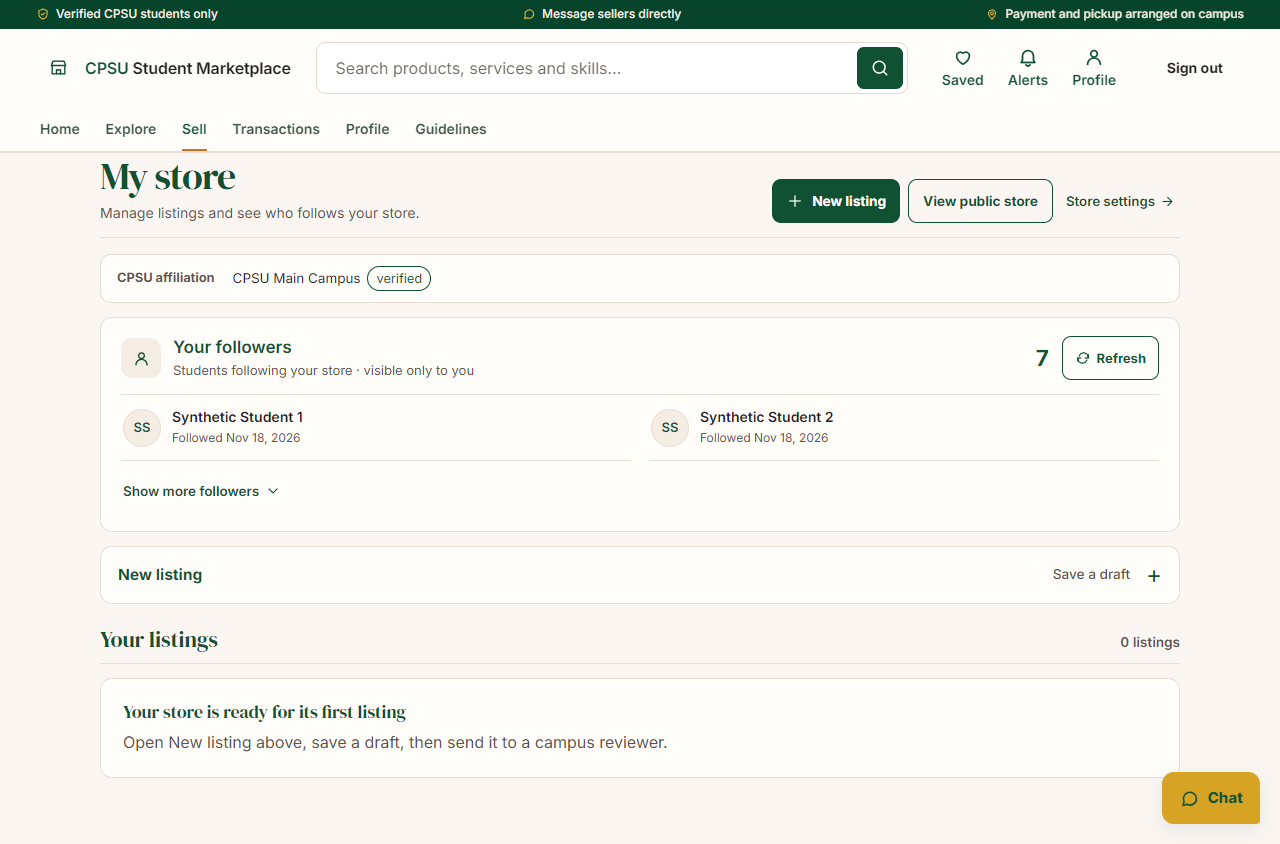 Verified CPSU students only
Message sellers directly
Payment and pickup arranged on campus
CPSU Student Marketplace
Search products, services and skills...
Saved
Alerts
Profile
Sign out
Home
Explore
Sell
Transactions
Profile
Guidelines
My store
Manage listings and see who follows your store.
New listing
View public store
Store settings →
CPSU affiliation
CPSU Main Campus
verified
Your followers
Students following your store · visible only to you
7
Refresh
SS
Synthetic Student 1
Followed Nov 18, 2026
SS
Synthetic Student 2
Followed Nov 18, 2026
Show more followers
New listing
Save a draft
+
Your listings
0 listings
Your store is ready for its first listing
Open New listing above, save a draft, then send it to a campus reviewer.
Chat